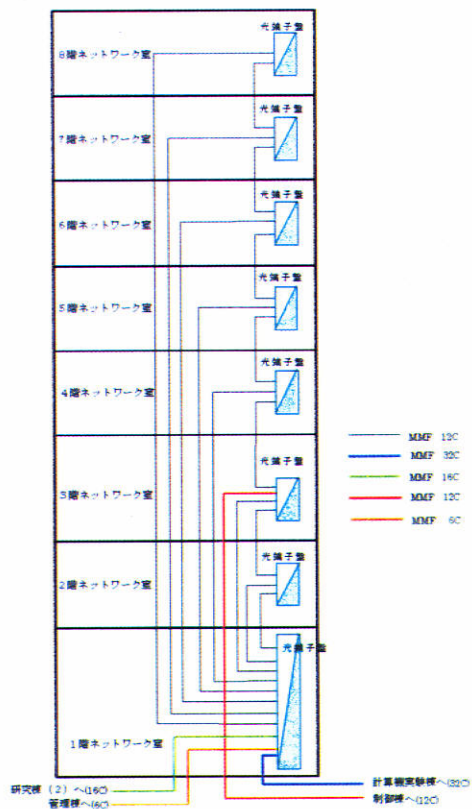 光端子盤
8階ネットワーク室
光端子盤
7階ネットワーク室
光端子盤
6階ネットワーク室
光端子盤
5階ネットワーク室
光端子盤
4階ネットワーク室
光端子盤
3階ネットワーク室
光端子盤
2階ネットワーク室
光端子盤
1階ネットワーク室
MMF 12C
MMF 32C
MMF 16C
MMF 12C
MMF 6C
研究棟(2)へ(16C)
管理棟へ(6C)
計算機実験棟へ(32C)
制御棟へ(12C)